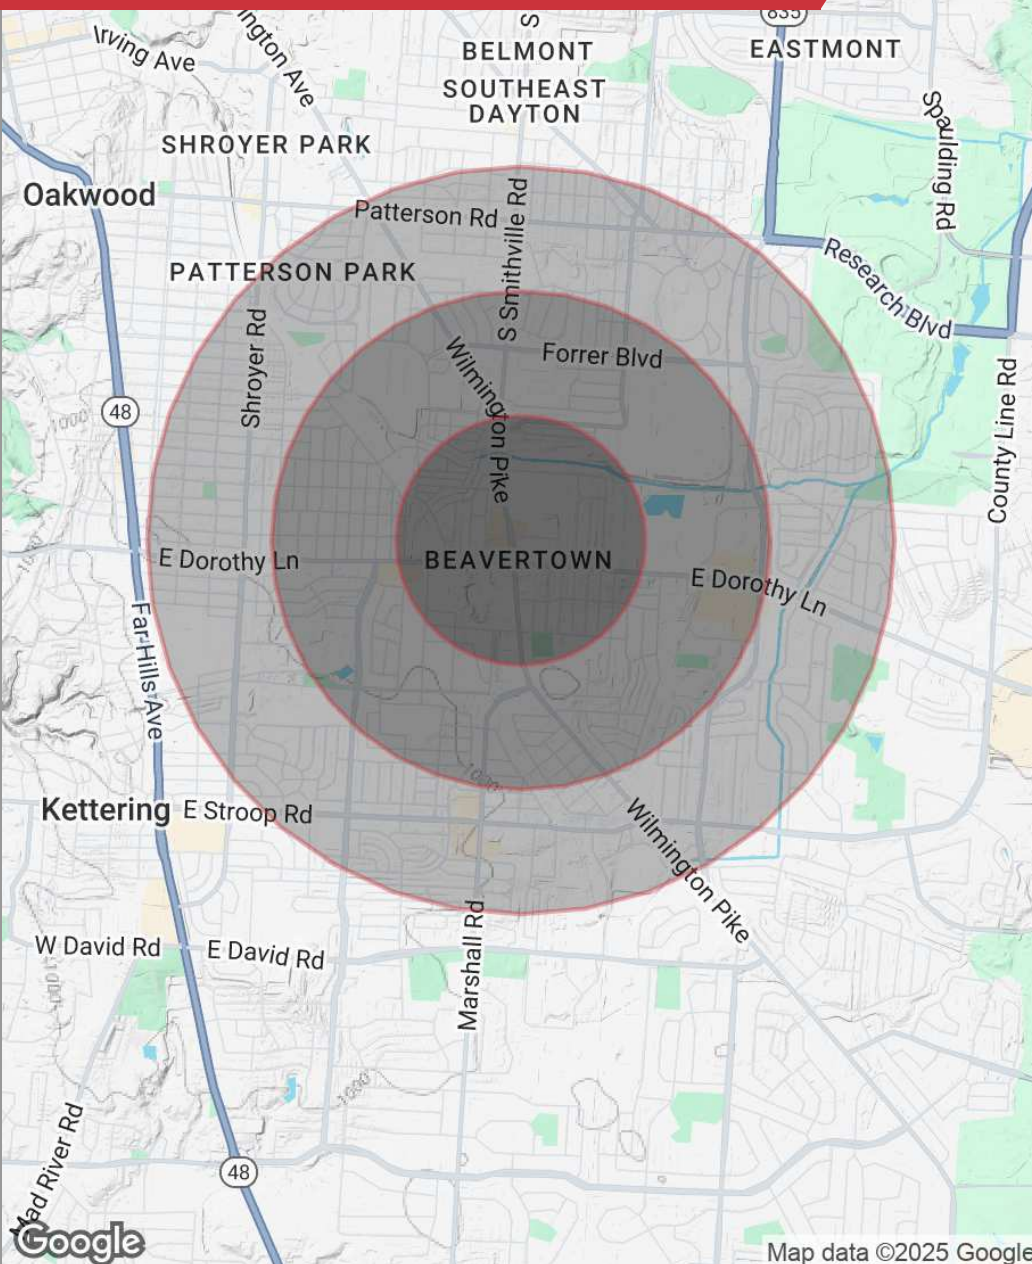 S
835
Irving Ave
ington Ave
BELMONT
EASTMONT
SOUTHEAST
DAYTON
Spaulding Rd
SHROYER PARK
Oakwood
Patterson Rd
S Smithville Rd
PATTERSON PARK
Research Blvd
Shroyer Rd
Wilmington Pike
Forrer Blvd
County Line Rd
48
1000
BEAVERTOWN
E Dorothy Ln
E Dorothy Ln
Far Hills Ave
1000
Kettering
E Stroop Rd
Wilmington Pike
Marshall Rd
W David Rd
E David Rd
1000
1000
Mad River Rd
48
Google
Map data ©2025 Google